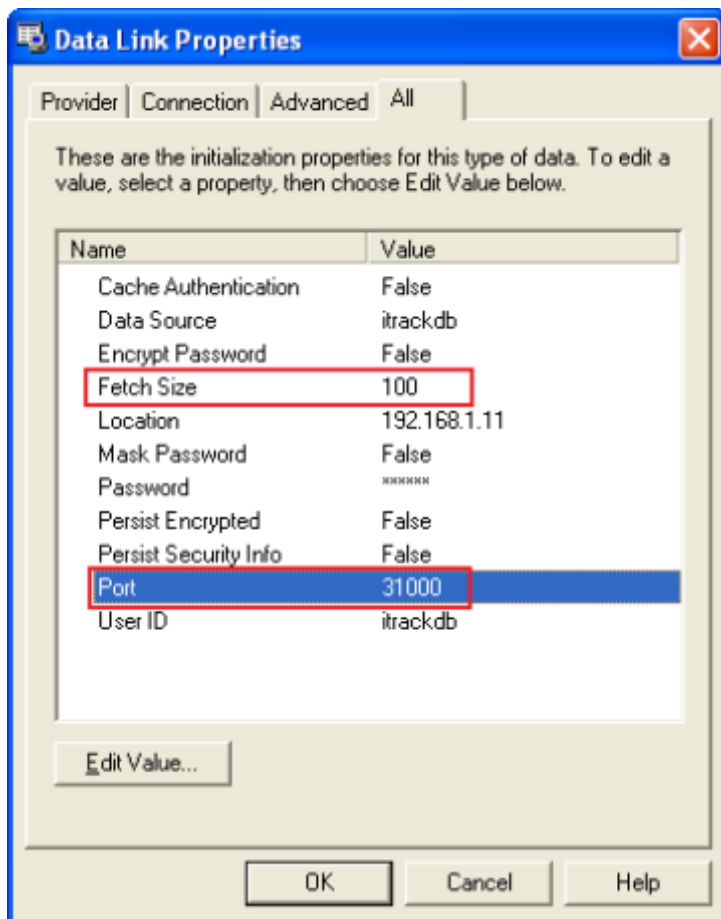 Data Link Properties
Provider Connection Advanced All
These are the initialization properties for this type of data. To edit a
value, select a property, then choose Edit Value below.
Name Value
Cache Authentication False
Data Source itrackdb
Encrypt Password False
Fetch Size 100
Location 192.168.1.11
Mask Password False
Password ******
Persist Encrypted False
Persist Security Info False
Port 31000
User ID itrackdb
Edit Value...
OK Cancel Help